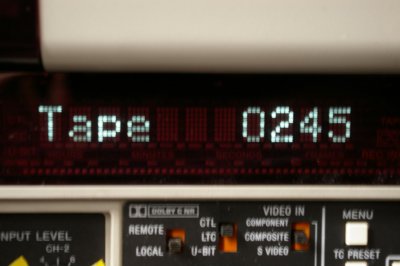 Tape 0245
DOLBY C NR
VIDEO IN
INPUT LEVEL
CH-2
REMOTE
LOCAL
CTL
LTC
U-BIT
COMPONENT
COMPOSITE
S VIDEO
MENU
TC PRESET